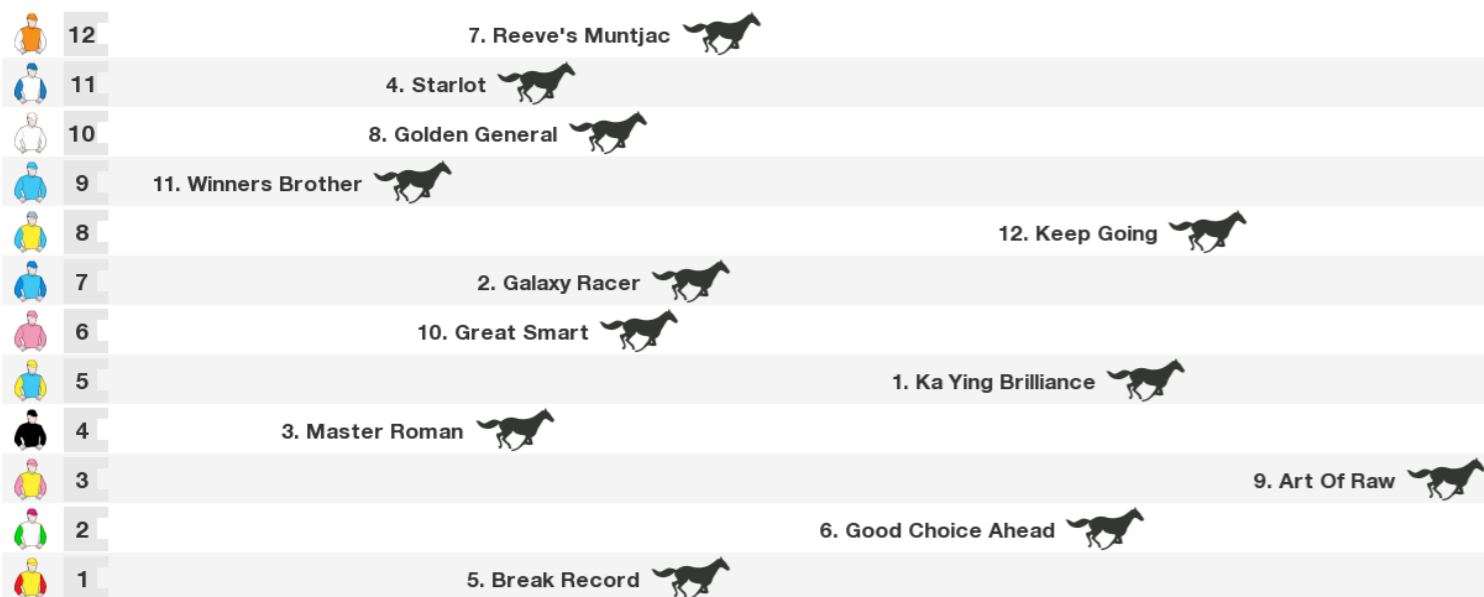 12 7. Reeve's Muntjac
11 4. Starlot
10 8. Golden General
9 11. Winners Brother
8 12. Keep Going
7 2. Galaxy Racer
6 10. Great Smart
5 1. Ka Ying Brilliance
4 3. Master Roman
3 9. Art Of Raw
2 6. Good Choice Ahead
1 5. Break Record